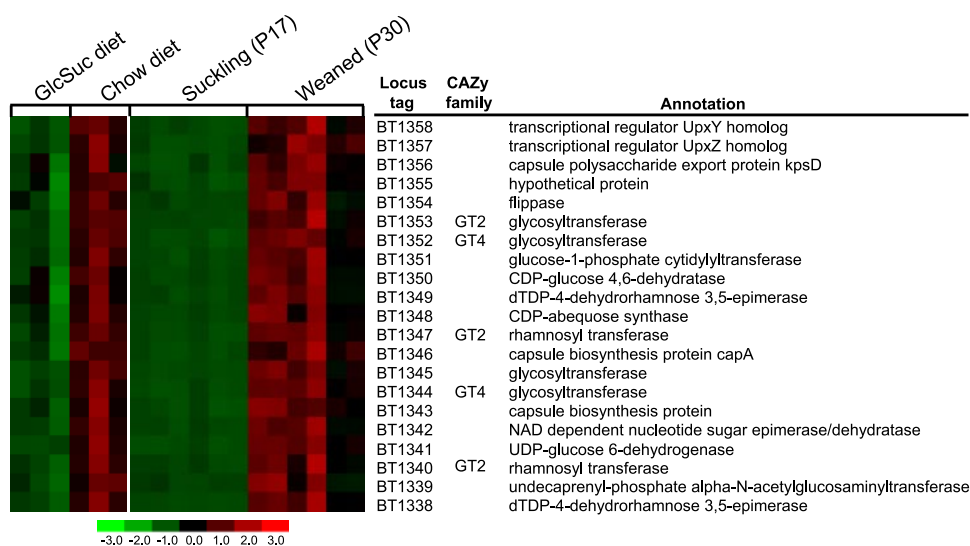 GlcSuc diet
Chow diet
Suckling (P17)
Weaned (P30)
Locus tag CAZy family Annotation
BT1358 transcriptional regulator UpxY homolog
BT1357 transcriptional regulator UpxZ homolog
BT1356 capsule polysaccharide export protein kpsD
BT1355 hypothetical protein
BT1354 flippase
BT1353 GT2 glycosyltransferase
BT1352 GT4 glycosyltransferase
BT1351 glucose-1-phosphate cytidylyltransferase
BT1350 CDP-glucose 4,6-dehydratase
BT1349 dTDP-4-dehydrorhamnose 3,5-epimerase
BT1348 CDP-abequose synthase
BT1347 GT2 rhamnosyl transferase
BT1346 capsule biosynthesis protein capA
BT1345 glycosyltransferase
BT1344 GT4 glycosyltransferase
BT1343 capsule biosynthesis protein
BT1342 NAD dependent nucleotide sugar epimerase/dehydratase
BT1341 UDP-glucose 6-dehydrogenase
BT1340 GT2 rhamnosyl transferase
BT1339 undecaprenyl-phosphate alpha-N-acetylglucosaminyltransferase
BT1338 dTDP-4-dehydrorhamnose 3,5-epimerase
-3.0 -2.0 -1.0 0.0 1.0 2.0 3.0